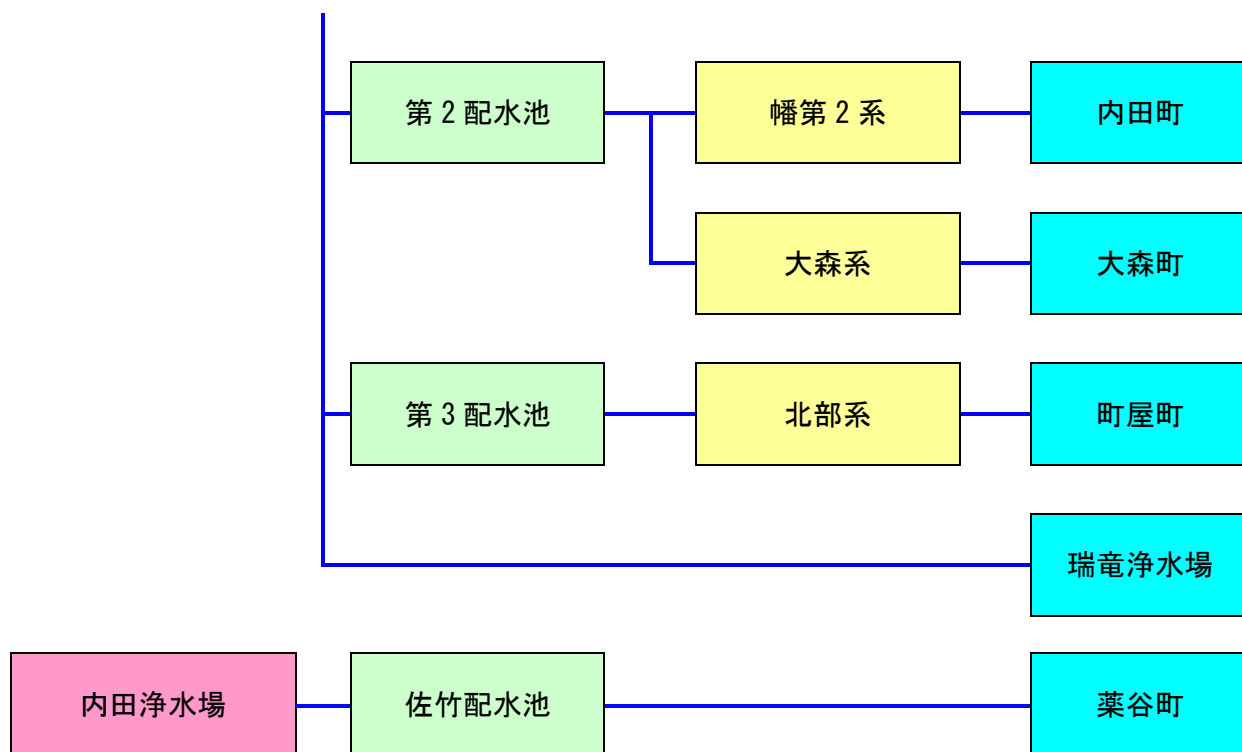 第2配水池
幡第2系
内田町
大森系
大森町
第3配水池
北部系
町屋町
瑞竜浄水場
内田浄水場
佐竹配水池
薬谷町